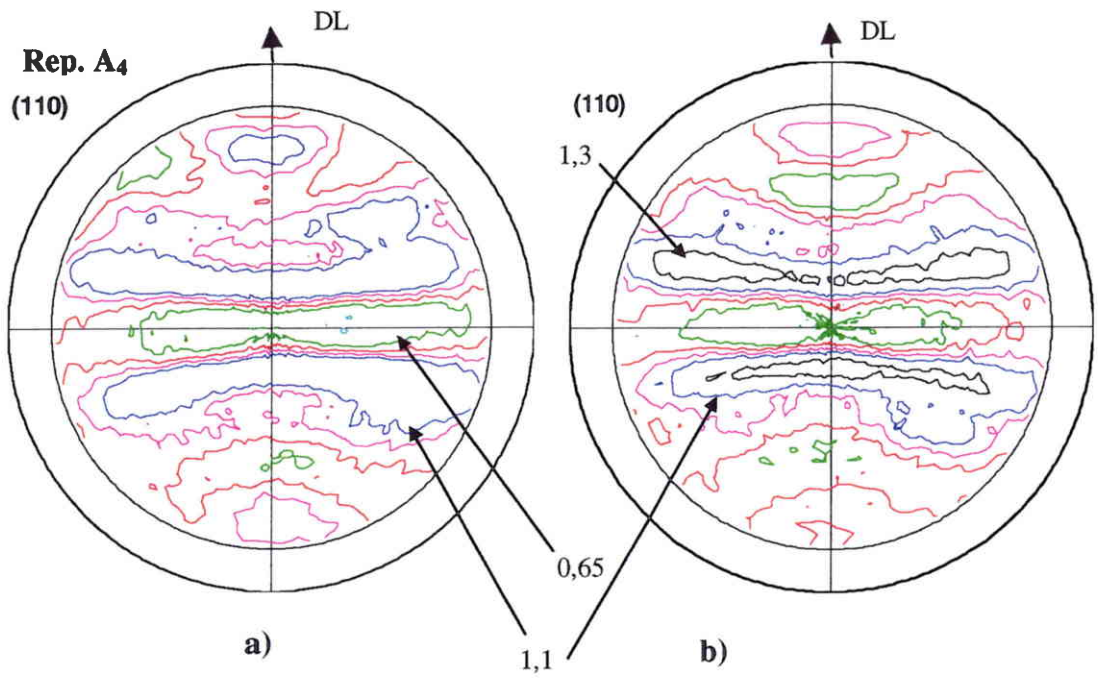 DL
DL
Rep. A₄
(110)
(110)
1,3
0,65
1,1
a)
b)